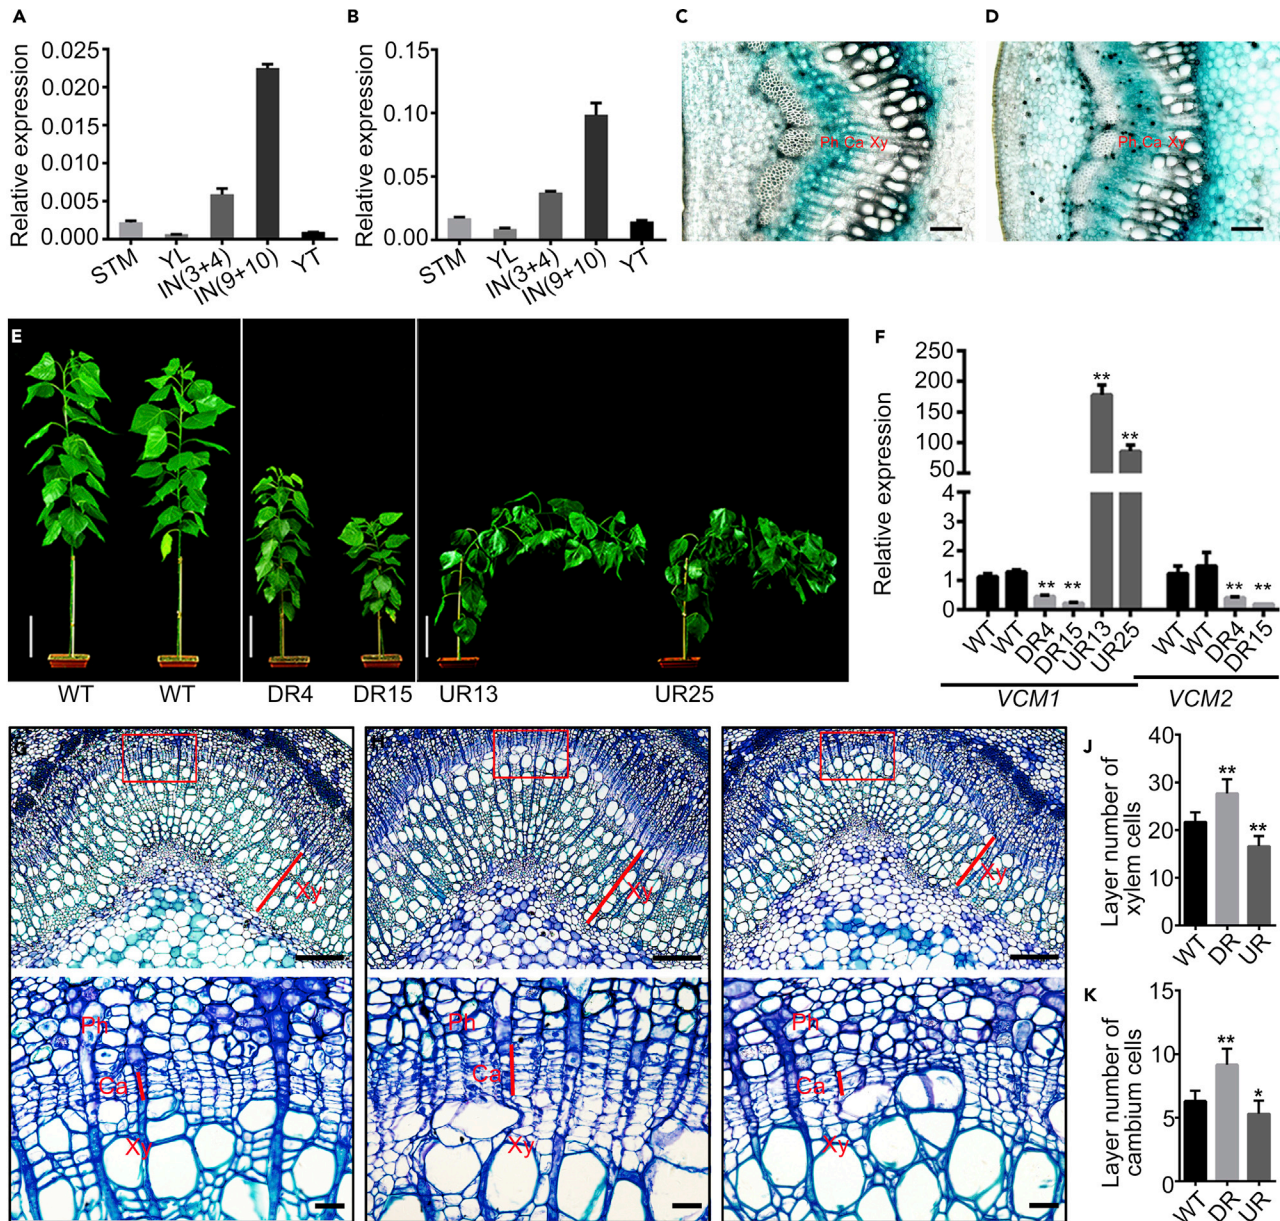 A
Relative expression
0.025
0.020
0.015
0.010
0.005
0.000
STM
YL
IN(3+4)
IN(9+10)
YT
B
Relative expression
0.15
0.10
0.05
0.00
STM
YL
IN(3+4)
IN(9+10)
YT
C
Ph Ca Xy
D
Ph Ca Xy
E
WT
WT
DR4
DR15
UR13
UR25
F
Relative expression
250
200
150
100
50
4
3
2
1
0
**
**
**
**
**
**
WT
WT
DR4
DR15
UR13
UR25
WT
WT
DR4
DR15
VCM1
VCM2
G
Xy
H
Xy
I
Xy
Ph
Ca
Xy
Ph
Ca
Xy
Ph
Ca
Xy
J
Layer number of
xylem cells
40
30
20
10
0
**
**
WT
DR
UR
K
Layer number of
cambium cells
15
10
5
0
**
*
WT
DR
UR